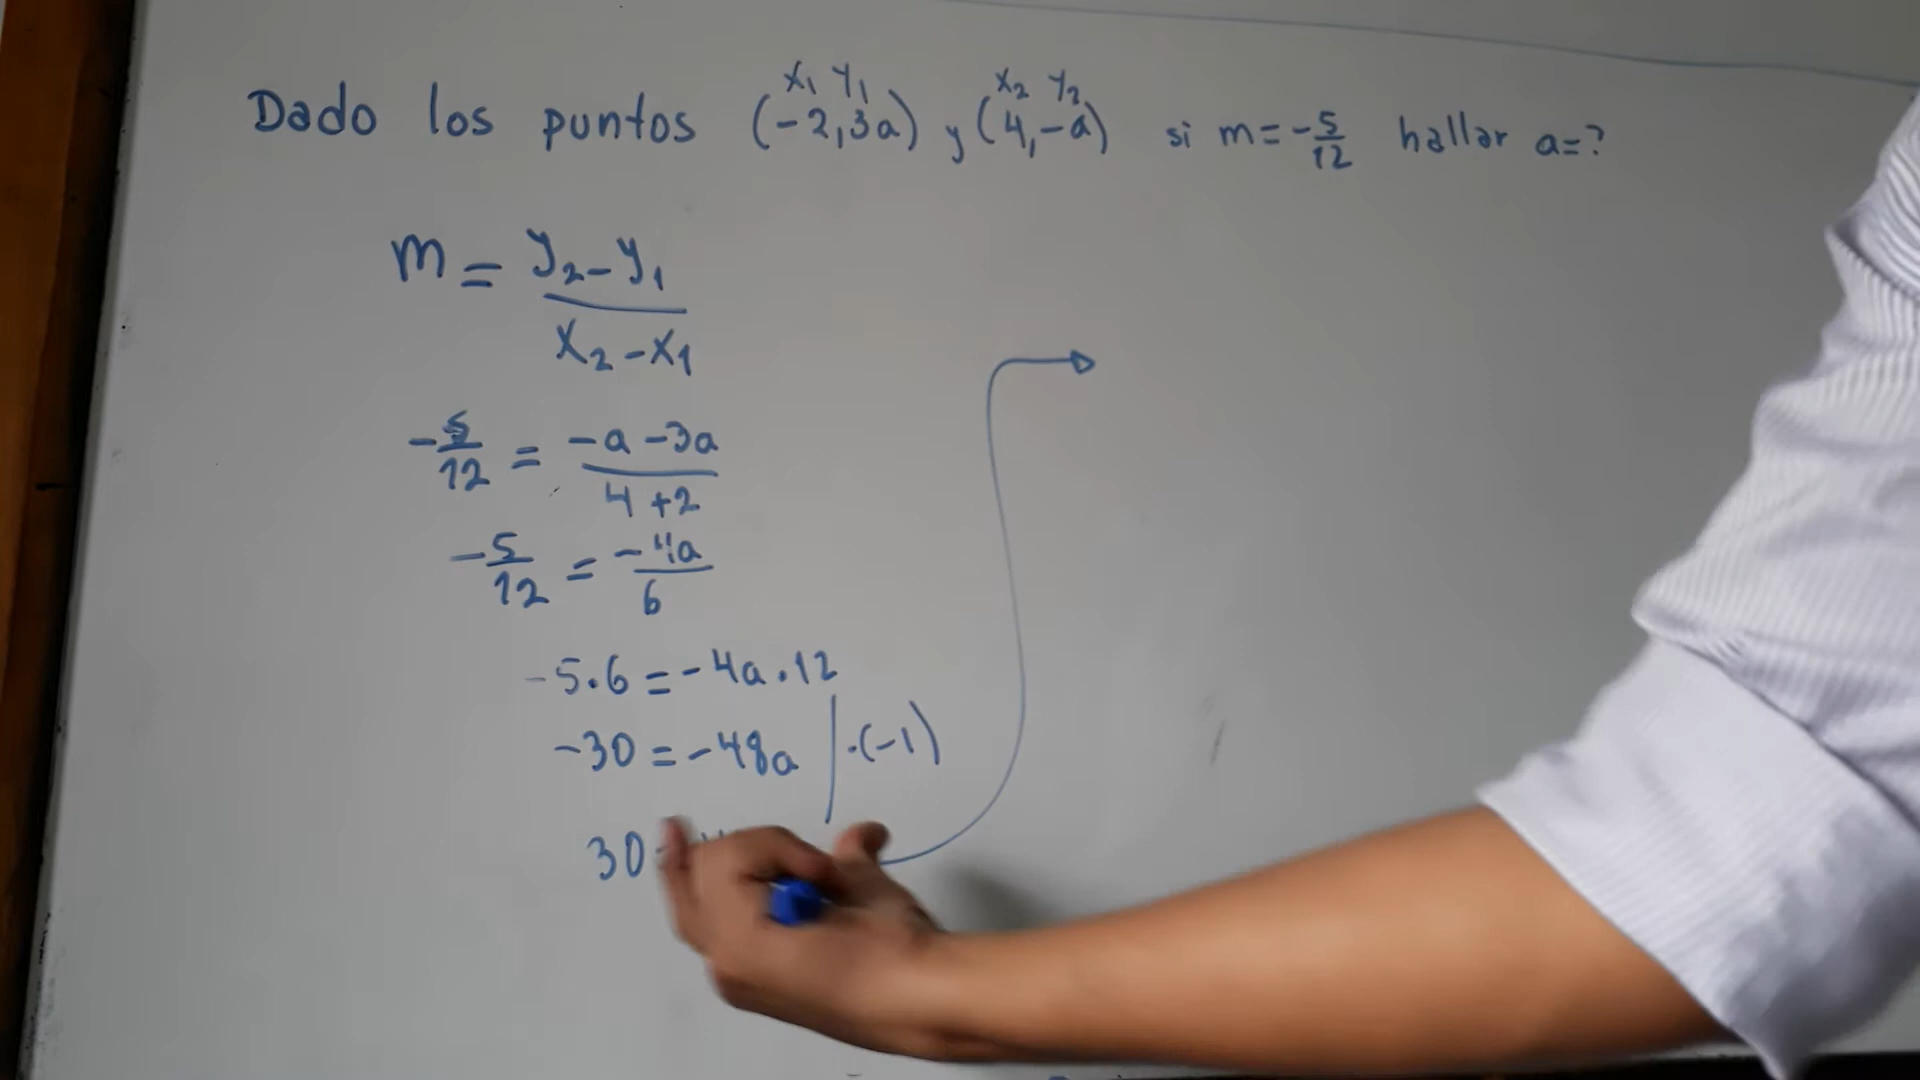 x1 y1 x2 y2
Dado los puntos (-2,3a) y (4,-a) si m=-5/12 hallar a=?
m = y2-y1 / x2-x1
-5/12 = -a-3a / 4+2
-5/12 = -4a / 6
-5.6=-4a.12
-30=-48a | .(-1)
30